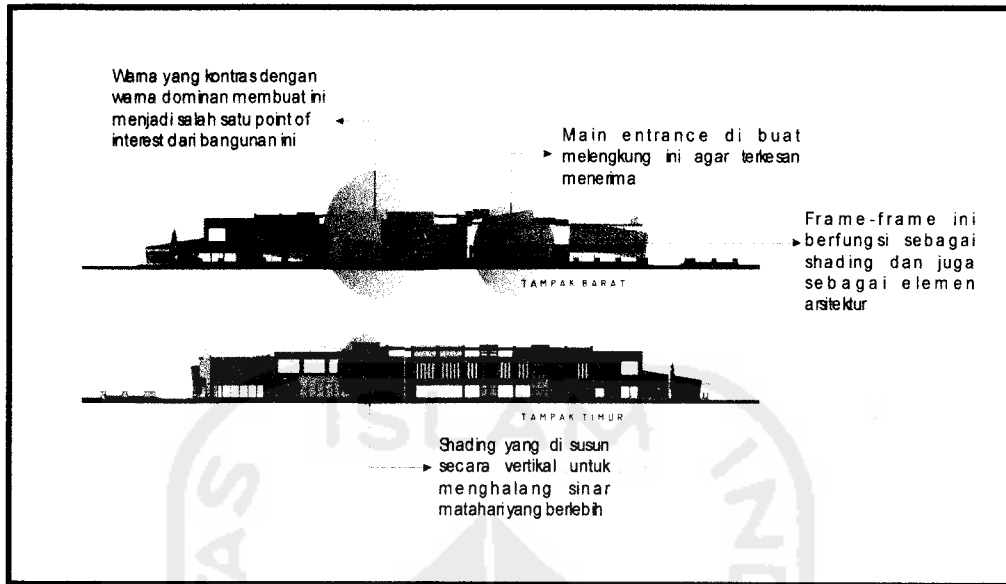 Warna yang kontras dengan
warna dominan membuat ini
menjadi salah satu point of
interest dari bangunan ini
Main entrance di buat
melengkung ini agar terkesan
menerima
Frame-frame ini
berfungsi sebagai
shading dan juga
sebagai elemen
arsitektur
TAMPAK BARAT
TAMPAK TIMUR
Shading yang di susun
secara vertikal untuk
menghalang sinar
matahari yang berlebih
ISLAM